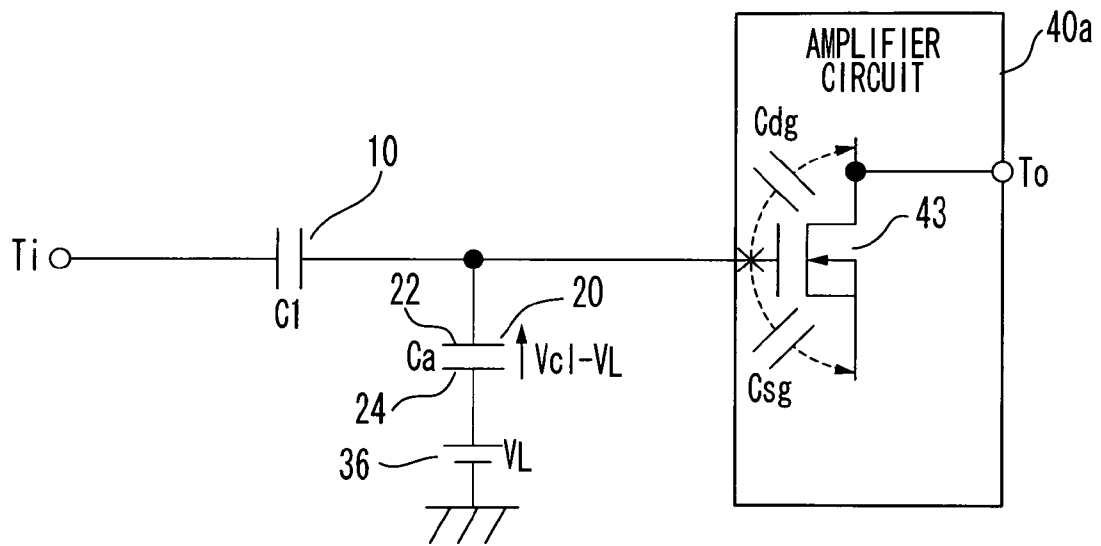 40a
AMPLIFIER
CIRCUIT
Cdg
10
To
43
Ti
C1
22
20
Ca
Vcl-VL
24
Csg
36
VL